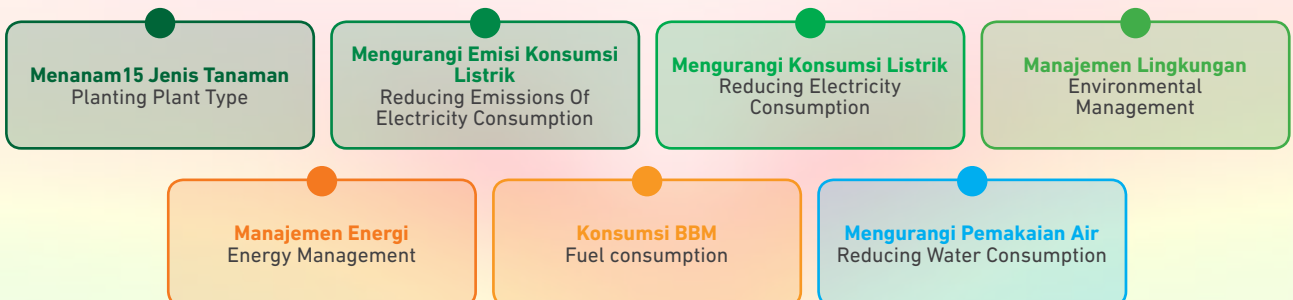 Menanam15 Jenis Tanaman
Planting Plant Type
Mengurangi Emisi Konsumsi
Listrik
Reducing Emissions Of
Electricity Consumption
Mengurangi Konsumsi Listrik
Reducing Electricity
Consumption
Manajemen Lingkungan
Environmental
Management
Manajemen Energi
Energy Management
Konsumsi BBM
Fuel consumption
Mengurangi Pemakaian Air
Reducing Water Consumption